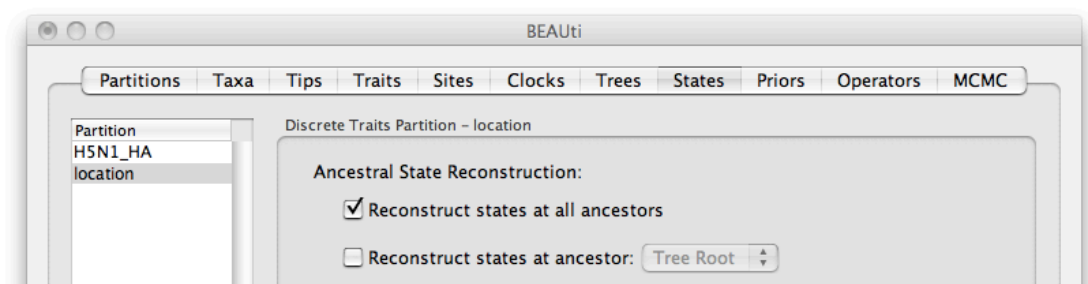 BEAUti
Partitions Taxa Tips Traits Sites Clocks Trees States Priors Operators MCMC
Partition
H5N1_HA
location
Discrete Traits Partition – location
Ancestral State Reconstruction:
Reconstruct states at all ancestors
Reconstruct states at ancestor: Tree Root